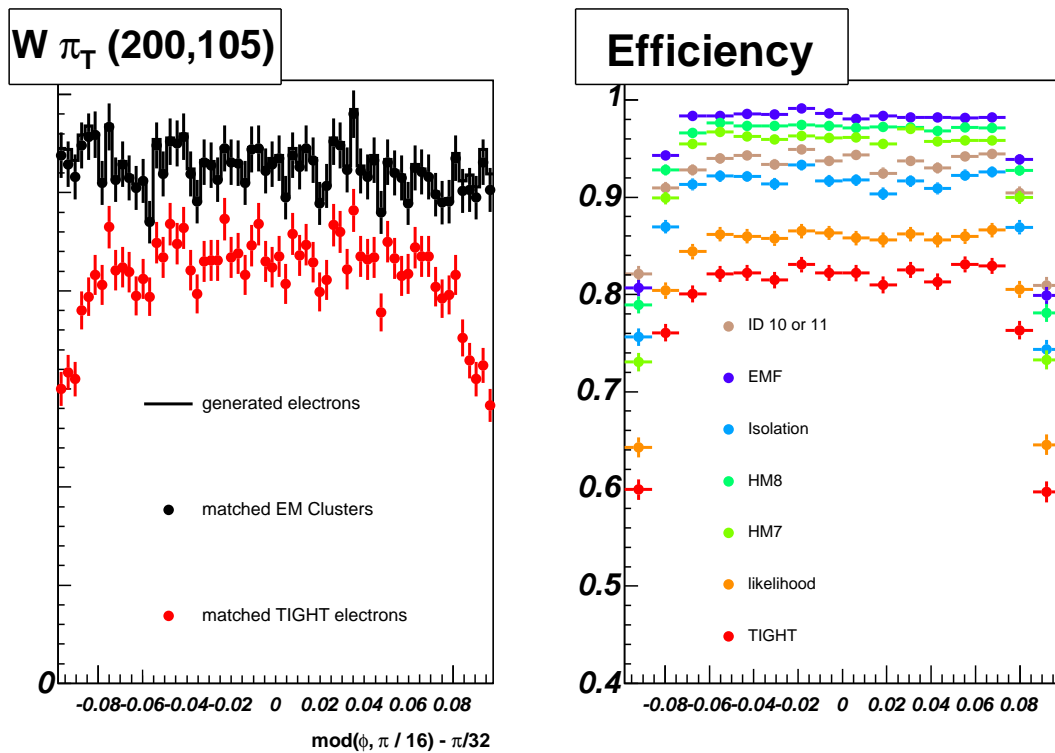 W πT (200,105)
generated electrons
matched EM Clusters
matched TIGHT electrons
0
-0.08 -0.06 -0.04 -0.02 0 0.02 0.04 0.06 0.08
mod(ϕ, π / 16) - π/32
Efficiency
1
0.9
0.8
0.7
0.6
0.5
0.4
ID 10 or 11
EMF
Isolation
HM8
HM7
likelihood
TIGHT
-0.08 -0.06 -0.04 -0.02 0 0.02 0.04 0.06 0.08